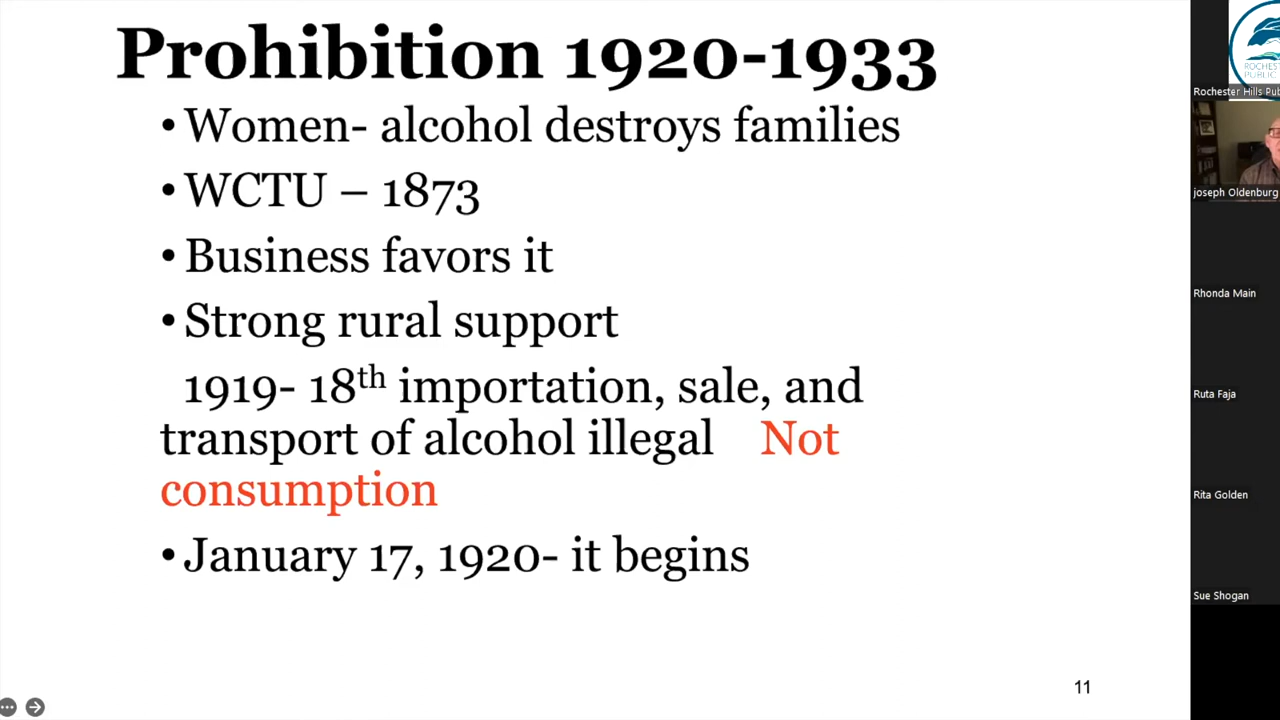 Prohibition 1920-1933
• Women- alcohol destroys families
• WCTU – 1873
• Business favors it
• Strong rural support
1919- 18th importation, sale, and
transport of alcohol illegal Not
consumption
• January 17, 1920- it begins
11
ROCHEST
PUBLIC
Rochester Hills Pub
joseph Oldenburg
Rhonda Main
Ruta Faja
Rita Golden
Sue Shogan